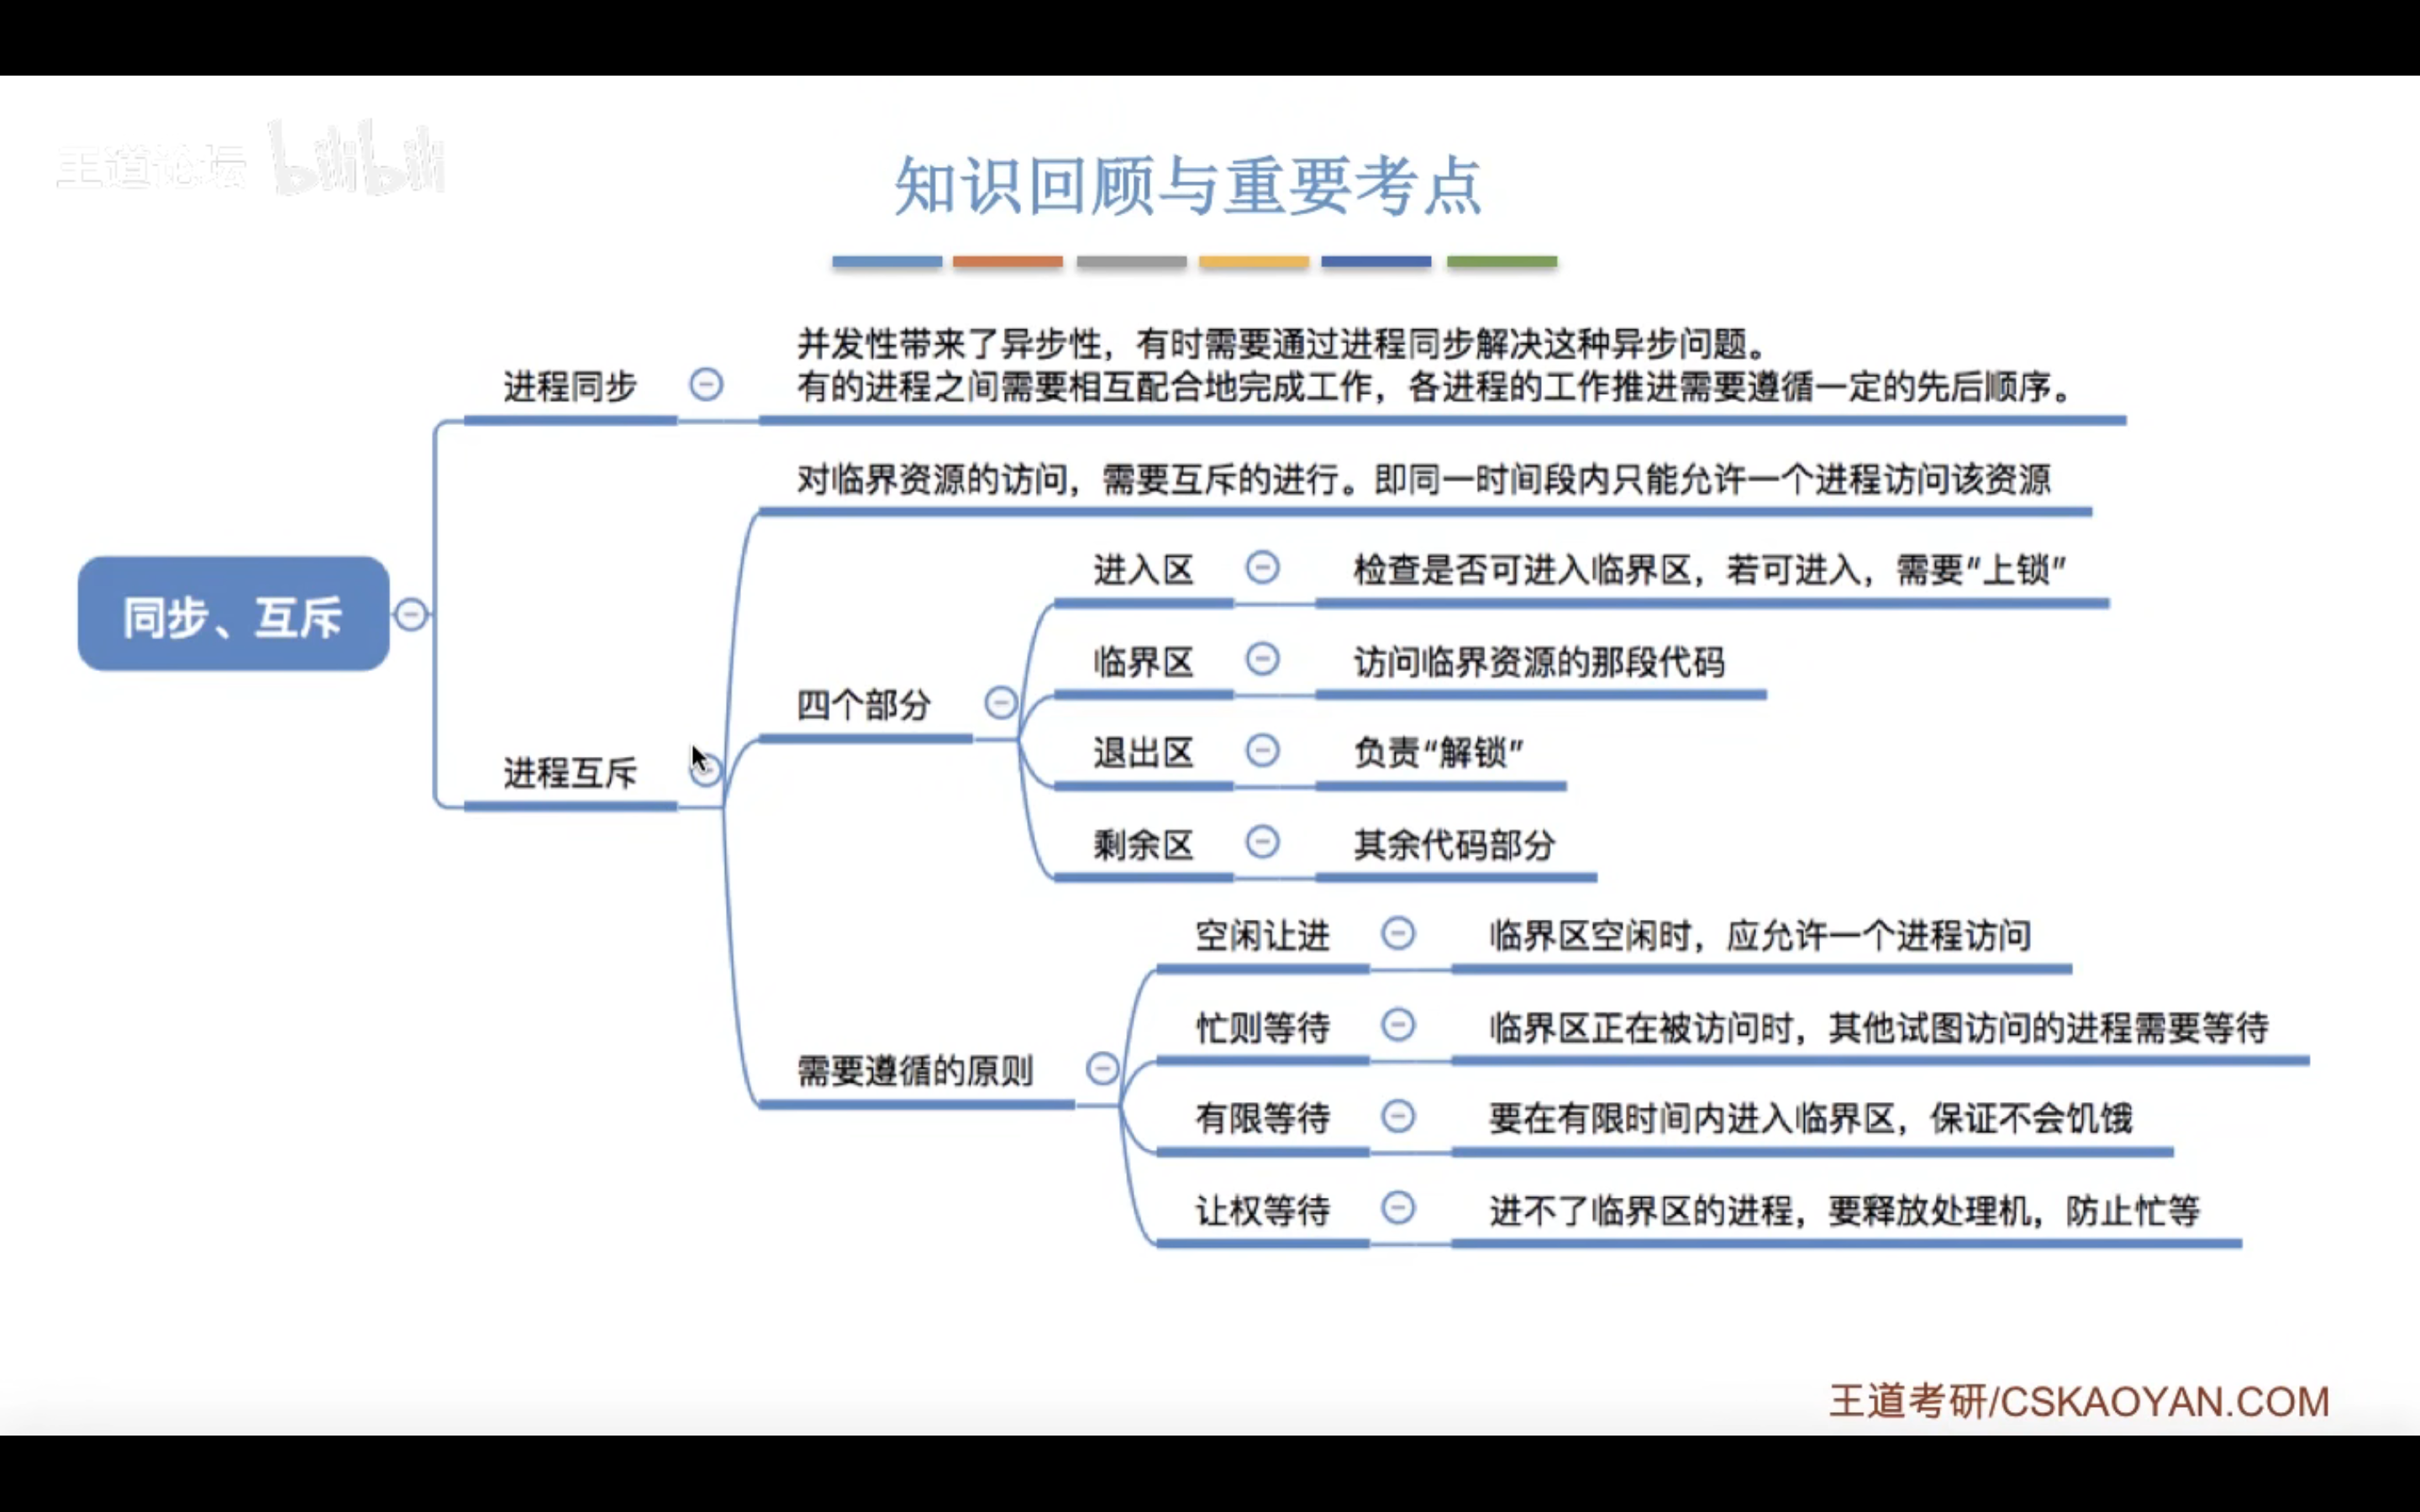 王道论坛 bilibili
知识回顾与重要考点
并发性带来了异步性，有时需要通过进程同步解决这种异步问题。
进程同步
有的进程之间需要相互配合地完成工作，各进程的工作推进需要遵循一定的先后顺序。
对临界资源的访问，需要互斥的进行。即同一时间段内只能允许一个进程访问该资源
同步、互斥
进程互斥
四个部分
进入区
检查是否可进入临界区，若可进入，需要“上锁”
临界区
访问临界资源的那段代码
退出区
负责“解锁”
剩余区
其余代码部分
需要遵循的原则
空闲让进
临界区空闲时，应允许一个进程访问
忙则等待
临界区正在被访问时，其他试图访问的进程需要等待
有限等待
要在有限时间内进入临界区，保证不会饥饿
让权等待
进不了临界区的进程，要释放处理机，防止忙等
王道考研/CSKAOYAN.COM